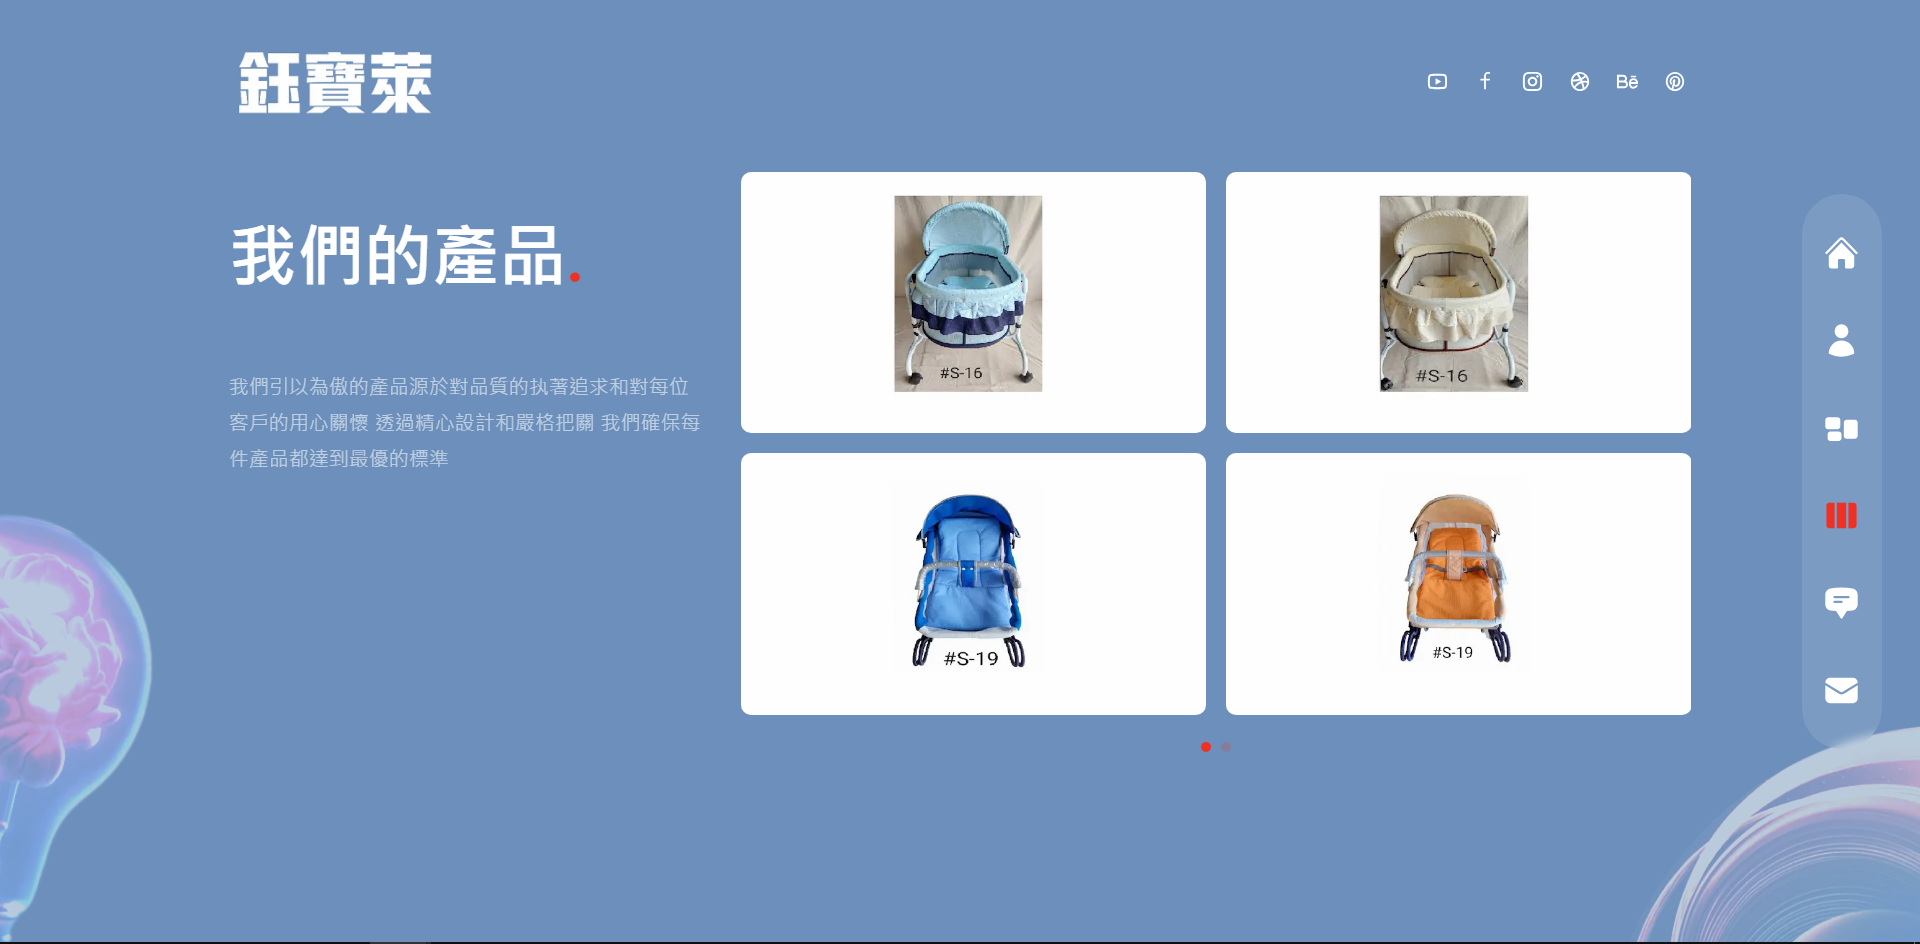 鈺寶萊
Bē
我們的產品.
我們引以為傲的產品源於對品質的执著追求和對每位
客戶的用心關懷 透過精心設計和嚴格把關 我們確保每
件產品都達到最優的標準
#S-16
#S-16
#S-19
#S-19